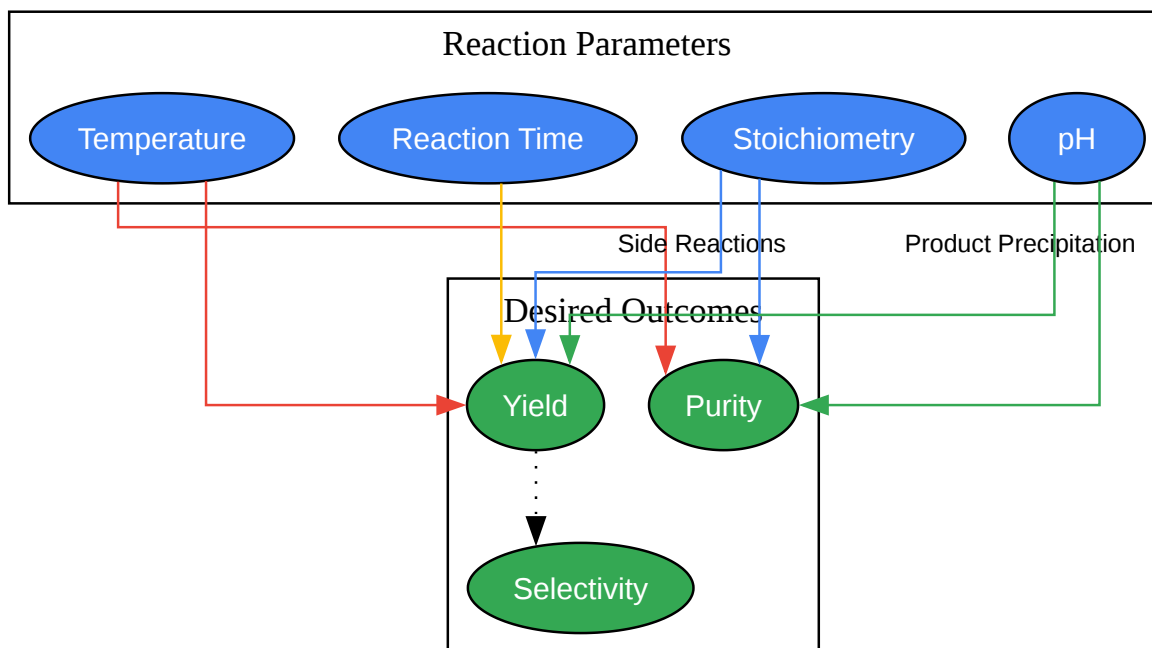 Reaction Parameters
Temperature
Reaction Time
Stoichiometry
pH
Side Reactions
Product Precipitation
Desired Outcomes
Yield
Purity
Selectivity